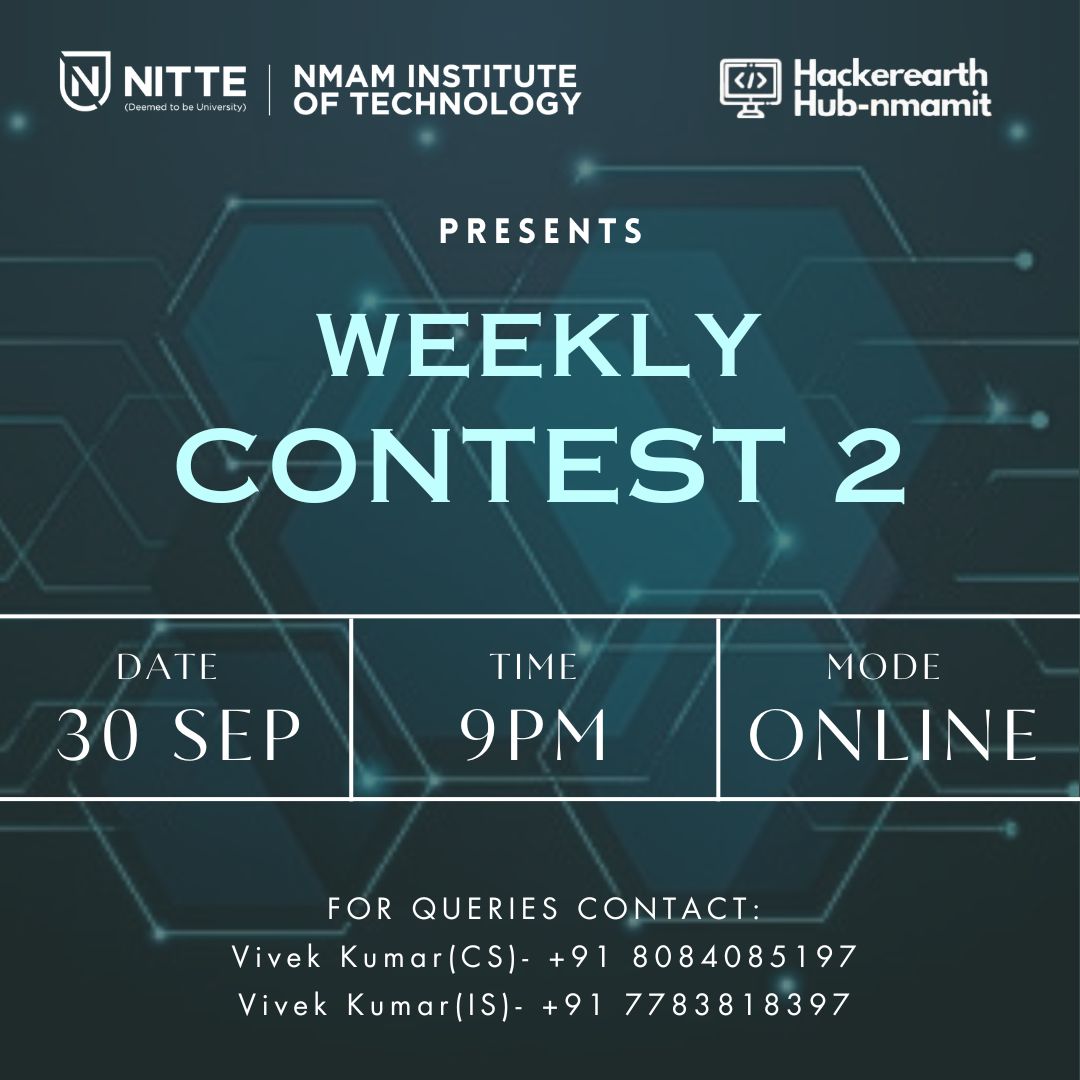 NITTE
(Deemed to be University)
NMAM INSTITUTE
OF TECHNOLOGY
Hackerearth
Hub-nmamit
PRESENTS
WEEKLY
CONTEST 2
DATE
30 SEP
TIME
9PM
MODE
ONLINE
FOR QUERIES CONTACT:
Vivek Kumar(CS)- +91 8084085197
Vivek Kumar(IS)- +91 7783818397